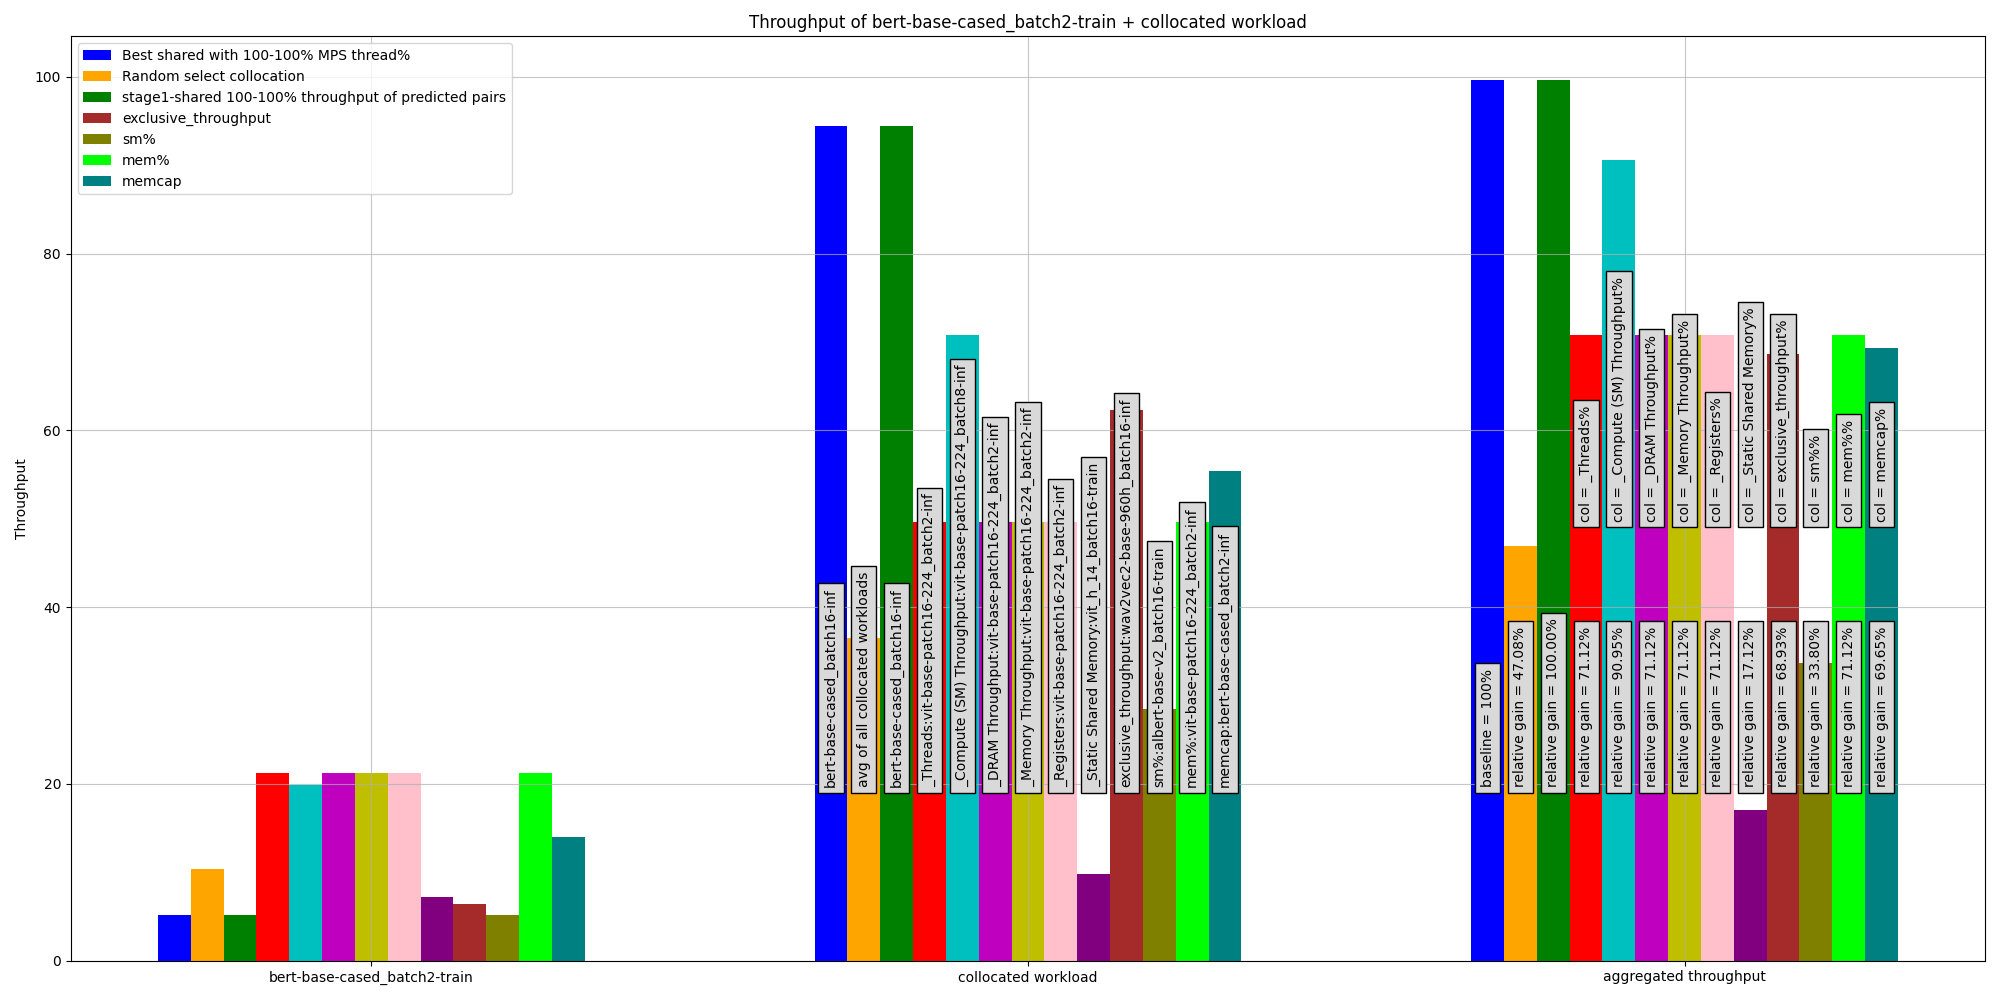 Throughput of bert-base-cased_batch2-train + collocated workload
Best shared with 100-100% MPS thread%
Random select collocation
stage1-shared 100-100% throughput of predicted pairs
exclusive_throughput
sm%
mem%
memcap
Throughput
100
80
60
40
20
0
bert-base-cased_batch16-inf
avg of all collocated workloads
bert-base-cased_batch16-inf
_Threads:vit-base-patch16-224_batch2-inf
_Compute (SM) Throughput:vit-base-patch16-224_batch8-inf
_DRAM Throughput:vit-base-patch16-224_batch2-inf
_Memory Throughput:vit-base-patch16-224_batch2-inf
_Registers:vit-base-patch16-224_batch2-inf
_Static Shared Memory:vit_h_14_batch16-train
exclusive_throughput:wav2vec2-base-960h_batch16-inf
sm%:albert-base-v2_batch16-train
mem%:vit-base-patch16-224_batch2-inf
memcap:bert-base-cased_batch2-inf
col = _Threads%
col = _Compute (SM) Throughput%
col = _DRAM Throughput%
col = _Memory Throughput%
col = _Registers%
col = _Static Shared Memory%
col = exclusive_throughput%
col = sm%%
col = mem%%
col = memcap%
baseline = 100%
relative gain = 47.08%
relative gain = 100.00%
relative gain = 71.12%
relative gain = 90.95%
relative gain = 71.12%
relative gain = 71.12%
relative gain = 71.12%
relative gain = 17.12%
relative gain = 68.93%
relative gain = 33.80%
relative gain = 71.12%
relative gain = 69.65%
bert-base-cased_batch2-train
collocated workload
aggregated throughput